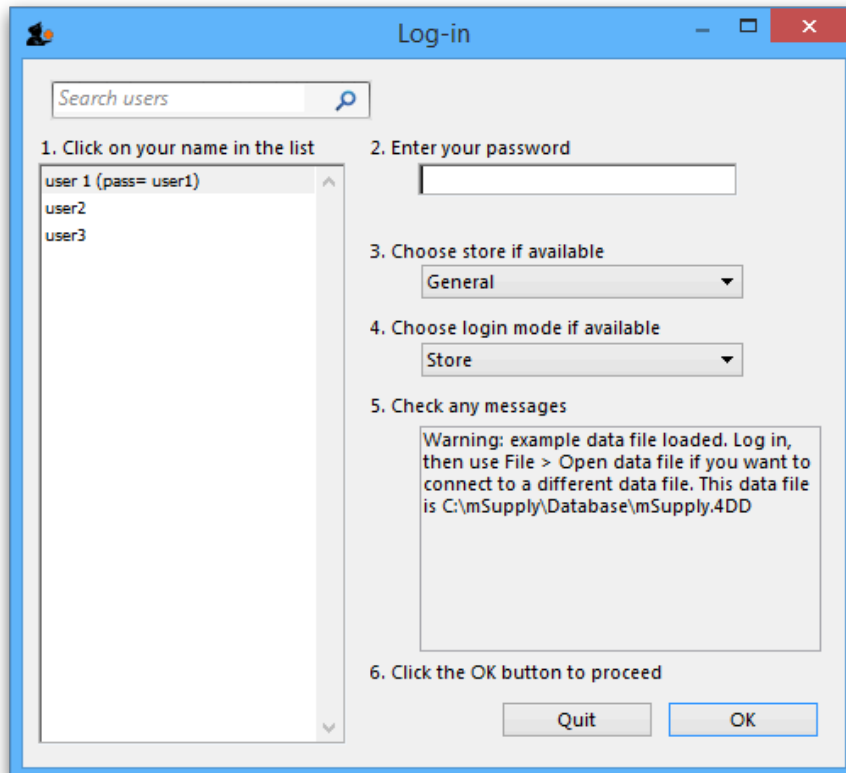 Log-in
Search users
1. Click on your name in the list
user 1 (pass= user1)
user2
user3
2. Enter your password
3. Choose store if available
General
4. Choose login mode if available
Store
5. Check any messages
Warning: example data file loaded. Log in,
then use File > Open data file if you want to
connect to a different data file. This data file
is C:\mSupply\Database\mSupply.4DD
6. Click the OK button to proceed
Quit
OK